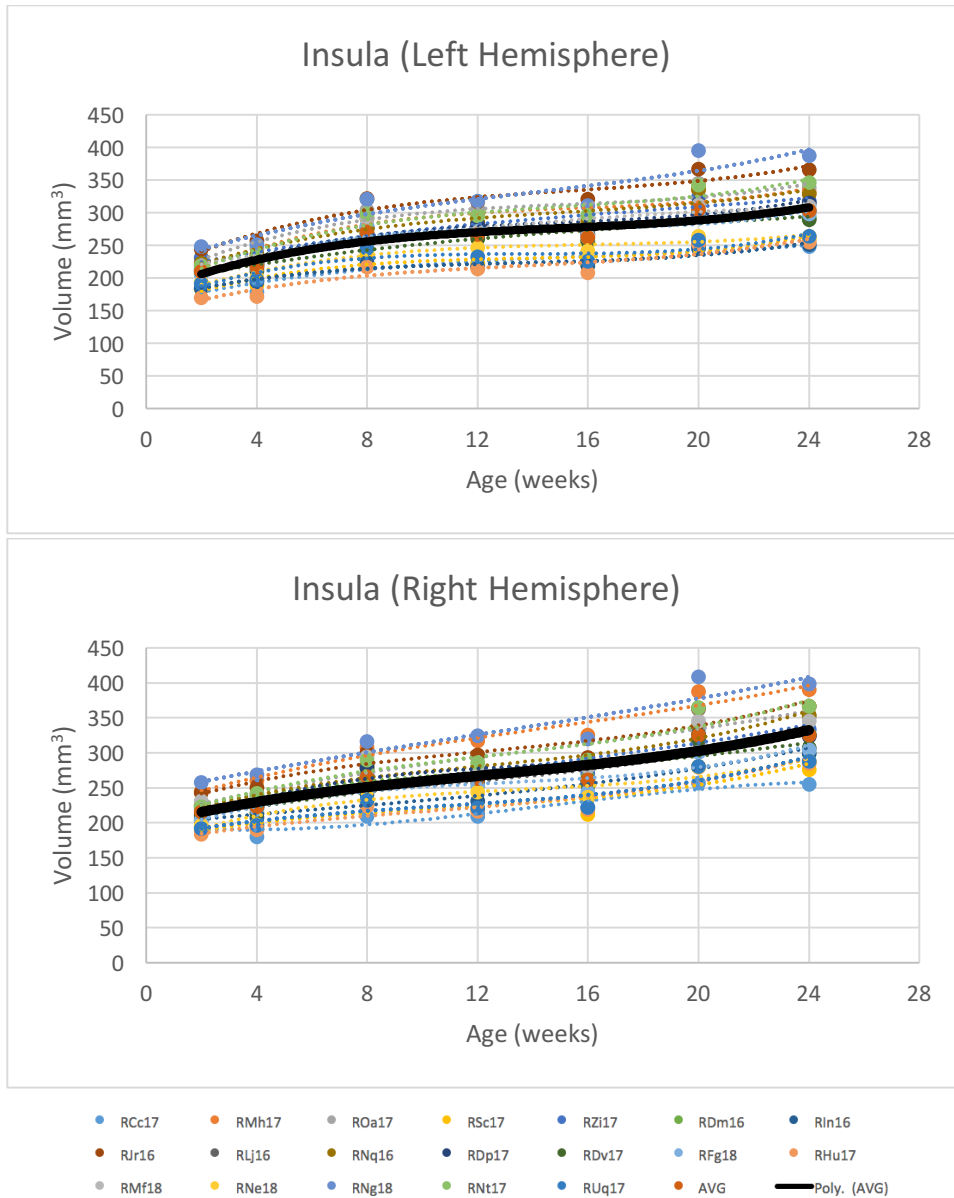 Insula (Left Hemisphere)
450
400
350
300
250
200
150
100
50
0
Volume (mm³)
0 4 8 12 16 20 24 28
Age (weeks)
Insula (Right Hemisphere)
450
400
350
300
250
200
150
100
50
0
Volume (mm³)
0 4 8 12 16 20 24 28
Age (weeks)
RCc17 RMh17 ROa17 RSc17 RZi17 RDm16 RIn16
RJr16 RLj16 RNq16 RDp17 RDv17 RFg18 RHu17
RMf18 RNe18 RNg18 RNt17 RUq17 AVG Poly. (AVG)